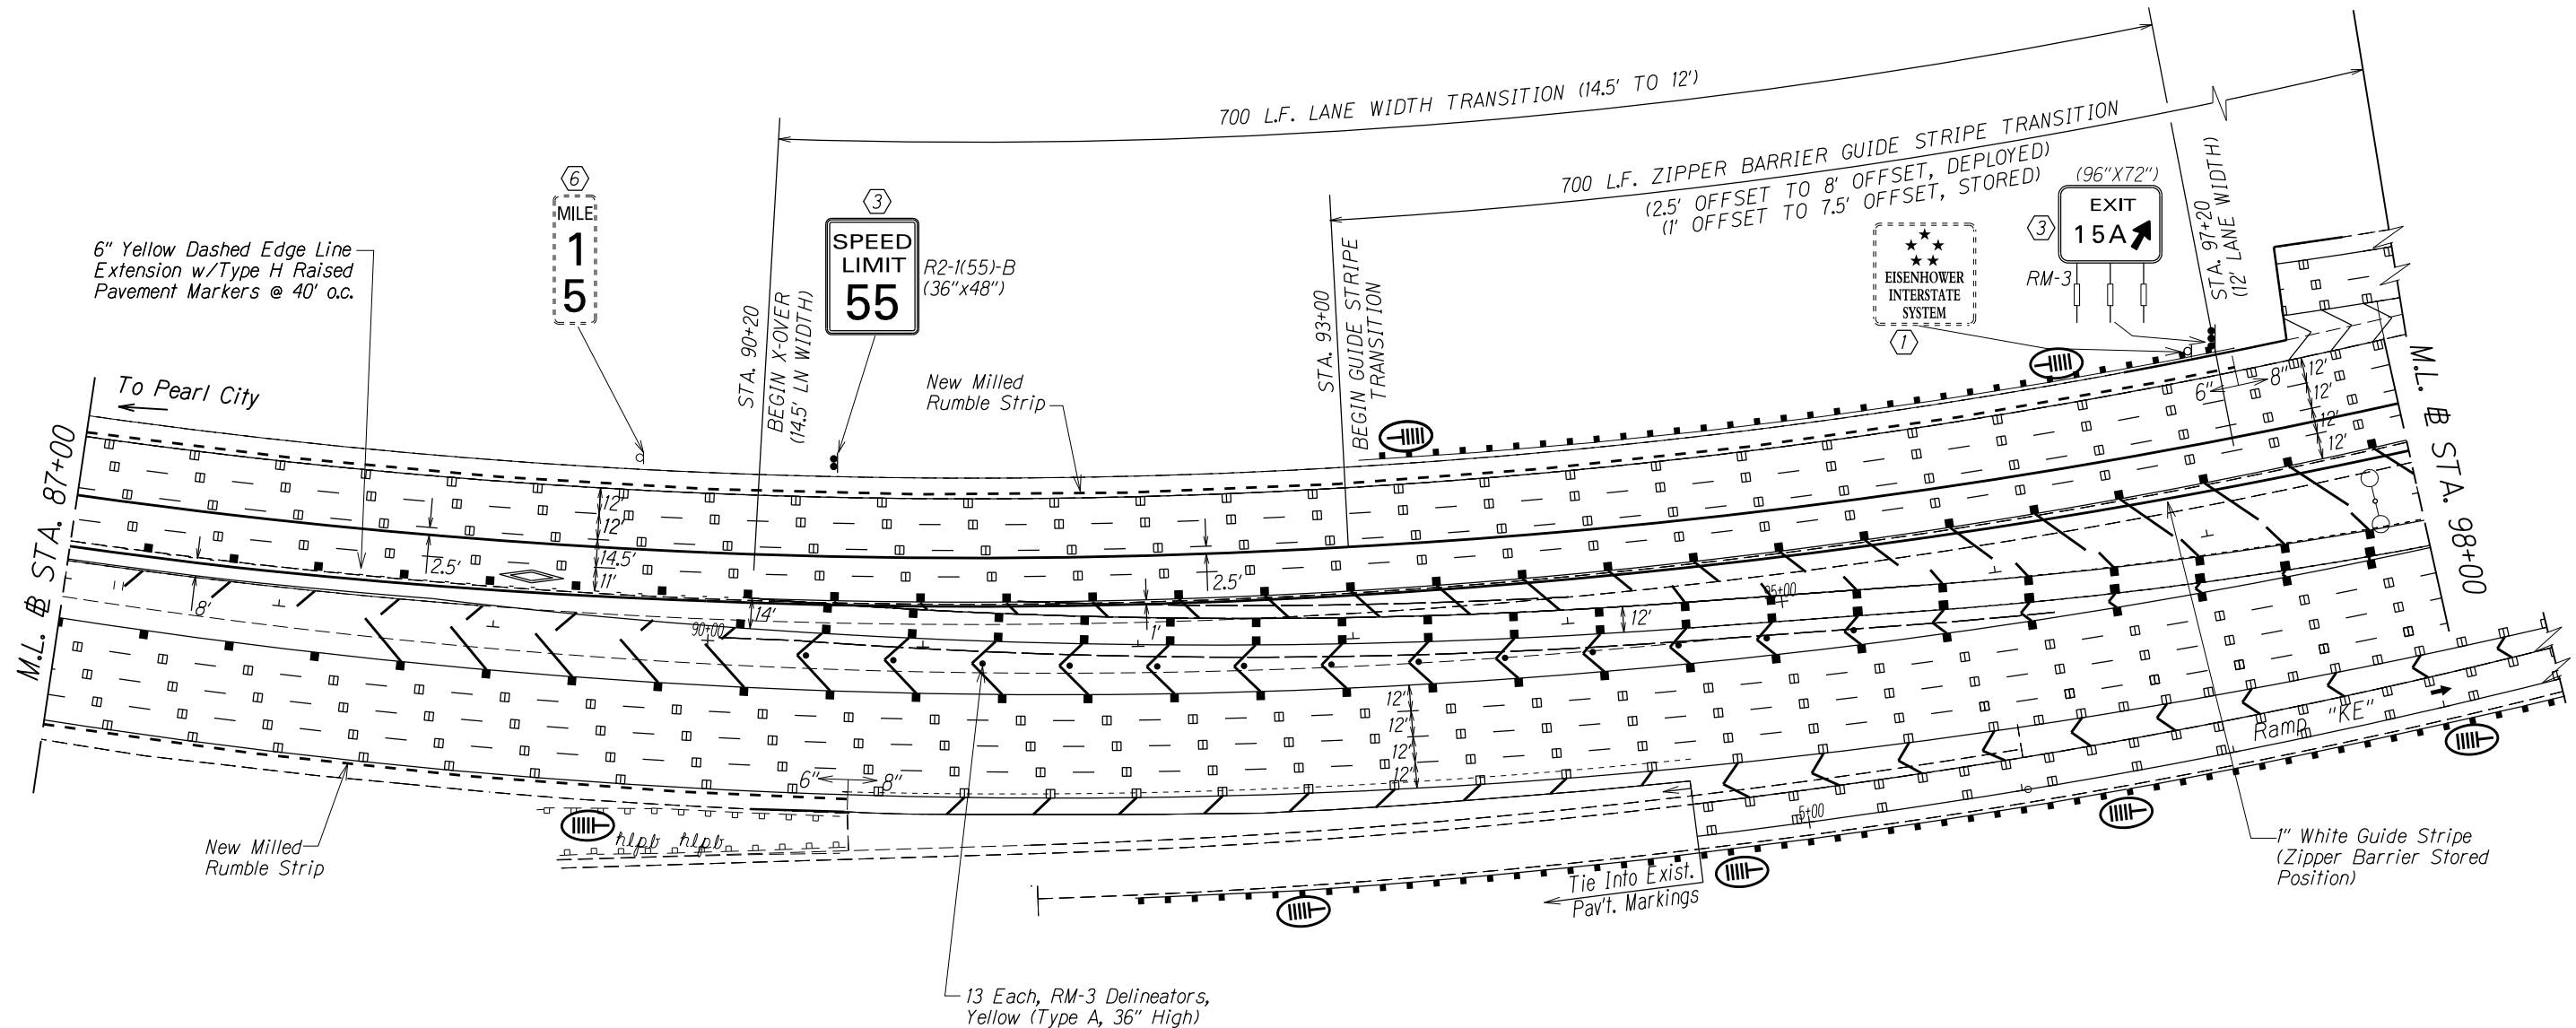 700 L.F. LANE WIDTH TRANSITION (14.5' TO 12')
700 L.F. ZIPPER BARRIER GUIDE STRIPE TRANSITION
(2.5' OFFSET TO 8' OFFSET, DEPLOYED)
(1' OFFSET TO 7.5' OFFSET, STORED)
6
MILE
1
5
3
SPEED
LIMIT
55
R2-1(55)-B
(36"x48")
6" Yellow Dashed Edge Line
Extension w/Type H Raised
Pavement Markers @ 40' o.c.
STA. 90+20
BEGIN X-OVER
(14.5' LN WIDTH)
STA. 93+00
BEGIN GUIDE STRIPE
TRANSITION
EISENHOWER
INTERSTATE
SYSTEM
1
(96"X72")
3
EXIT
15A
RM-3
STA. 97+20
(12' LANE WIDTH)
To Pearl City
New Milled
Rumble Strip
M.L. B STA. 87+00
M.L. B STA. 98+00
6"
8"
12'
12'
12'
12'
12'
12'
14.5'
11'
2.5'
2.5'
8'
14'
1'
12'
90+00
95+00
12'
12'
12'
12'
6"
8"
hlpb hlpb
5+00
Ramp "KE"
New Milled
Rumble Strip
Tie Into Exist.
Pav't. Markings
1" White Guide Stripe
(Zipper Barrier Stored
Position)
13 Each, RM-3 Delineators,
Yellow (Type A, 36" High)